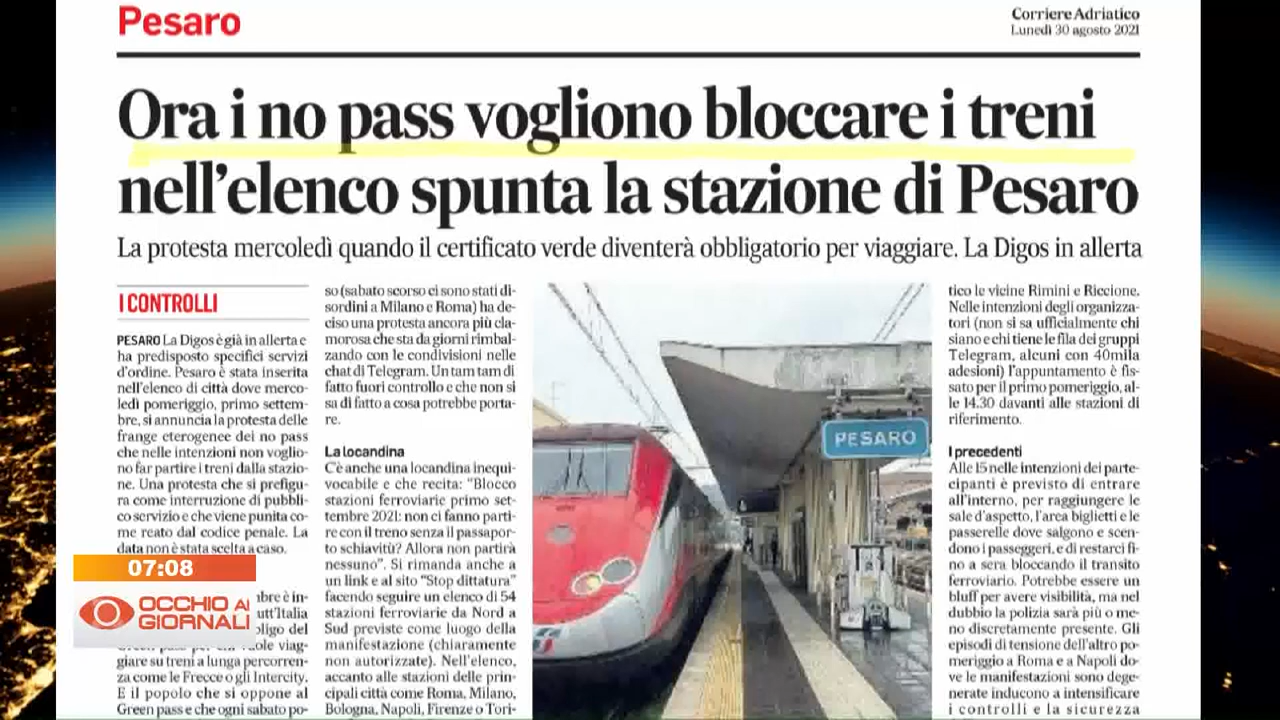 Pesaro
Corriere Adriatico
Lunedì 30 agosto 2021
Ora i no pass vogliono bloccare i treni
nell'elenco spunta la stazione di Pesaro
La protesta mercoledì quando il certificato verde diventerà obbligatorio per viaggiare. La Digos in allerta
I CONTROLLI
PESARO La Digos è già in allerta e
ha predisposto specifici servizi
d'ordine. Pesaro è stata inserita
nell'elenco di città dove merco-
ledì pomeriggio, primo settem-
bre, si annuncia la protesta delle
frange eterogenee dei no pass
che nelle intenzioni non voglio-
no far partire i treni dalla stazio-
ne. Una protesta che si prefigu-
ra come interruzione di pubbli-
co servizio e che viene punita co-
me reato dal codice penale. La
data non è stata scelta a caso.
07:08
OCCHIO AI
GIORNALI
mbre è in-
utt'Italia
bligo del
Green pass per chi vuole viag-
giare su treni a lunga percorren-
za come le Frecce o gli Intercity.
E il popolo che si oppone al
Green pass e che ogni sabato po-
so (sabato scorso ci sono stati di-
sordini a Milano e Roma) ha de-
ciso una protesta ancora più cla-
morosa che sta da giorni rimbal-
zando con le condivisioni nelle
chat di Telegram. Un tam tam di
fatto fuori controllo e che non si
sa di fatto a cosa potrebbe porta-
re.
La locandina
C'è anche una locandina inequi-
vocabile e che recita: "Blocco
stazioni ferroviarie primo set-
tembre 2021: non ci fanno parti-
re con il treno senza il passapor-
to schiavitù? Allora non partirà
nessuno". Si rimanda anche a
un link e al sito "Stop dittatura"
facendo seguire un elenco di 54
stazioni ferroviarie da Nord a
Sud previste come luogo della
manifestazione (chiaramente
non autorizzate). Nell'elenco,
accanto alle stazioni delle prin-
cipali città come Roma, Milano,
Bologna, Napoli, Firenze o Tori-
PESARO
tico le vicine Rimini e Riccione.
Nelle intenzioni degli organizza-
tori (non si sa ufficialmente chi
siano e chi tiene le fila dei gruppi
Telegram, alcuni con 40mila
adesioni) l'appuntamento è fis-
sato per il primo pomeriggio, al-
le 14.30 davanti alle stazioni di
riferimento.
I precedenti
Alle 15 nelle intenzioni dei parte-
cipanti è previsto di entrare
all'interno, per raggiungere le
sale d'aspetto, l'area biglietti e le
passerelle dove salgono e scen-
dono i passeggeri, e di restarci fi-
no a sera bloccando il transito
ferroviario. Potrebbe essere un
bluff per avere visibilità, ma nel
dubbio la polizia sarà più o me-
no discretamente presente. Gli
episodi di tensione dell'altro po-
meriggio a Roma e a Napoli do-
ve le manifestazioni sono dege-
nerate inducono a intensificare
i controlli e la sicurezza